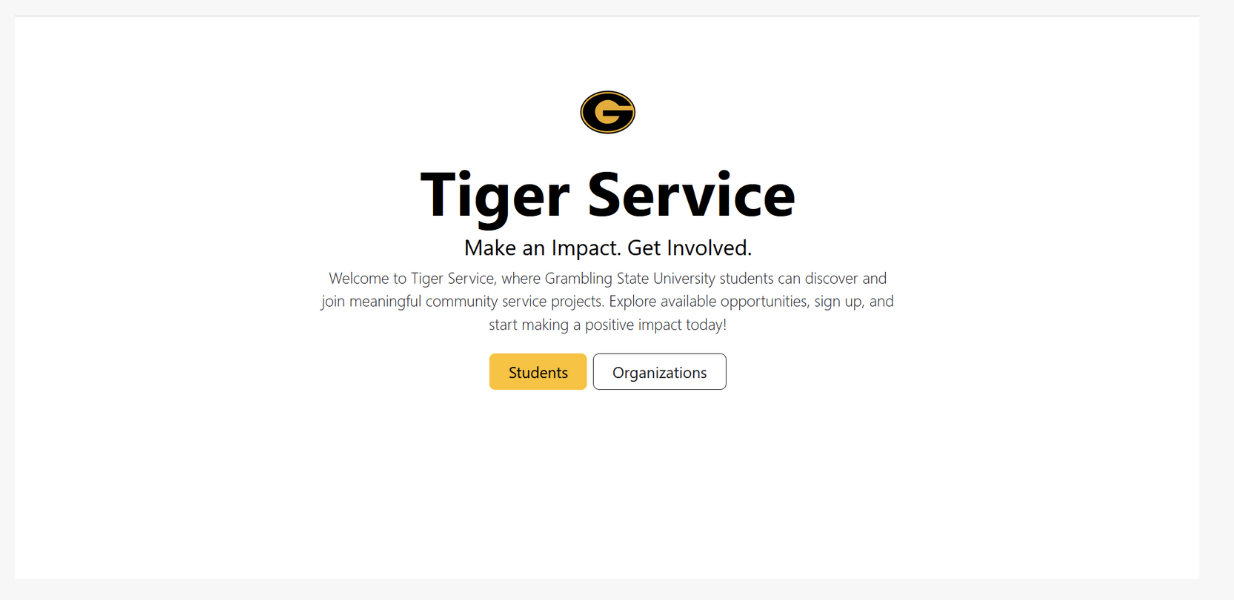 G
Tiger Service
Make an Impact. Get Involved.
Welcome to Tiger Service, where Grambling State University students can discover and
join meaningful community service projects. Explore available opportunities, sign up, and
start making a positive impact today!
Students
Organizations